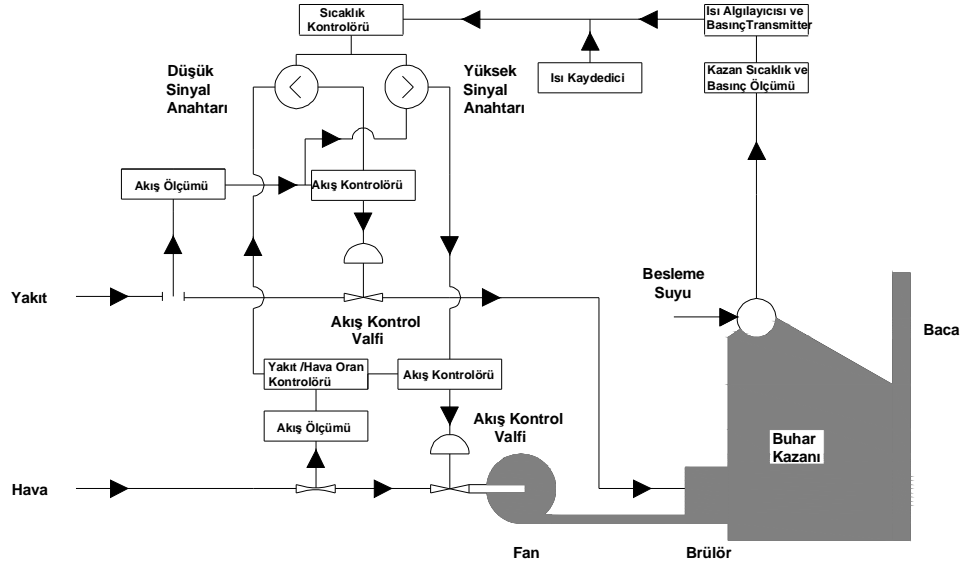 Sıcaklık
Kontrolörü
Isı Algılayıcısı ve
BasınçTransmitter
Düşük
Sinyal
Anahtarı
Yüksek
Sinyal
Anahtarı
Isı Kaydedici
Kazan Sıcaklık ve
Basınç Ölçümü
Akış Ölçümü
Akış Kontrolörü
Yakıt
Akış Kontrol
Valfi
Besleme
Suyu
Baca
Yakıt /Hava Oran
Kontrolörü
Akış Kontrolörü
Akış Ölçümü
Akış Kontrol
Valfi
Buhar
Kazanı
Hava
Fan
Brülör